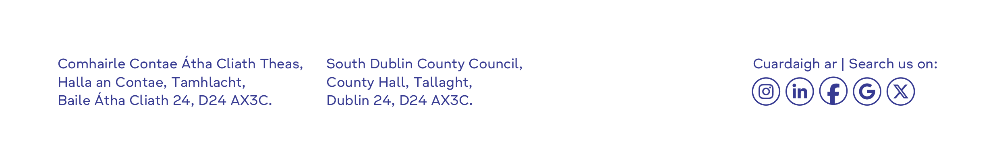 Comhairle Contae Átha Cliath Theas,
Halla an Contae, Tamhlacht,
Baile Átha Cliath 24, D24 AX3C.
South Dublin County Council,
County Hall, Tallaght,
Dublin 24, D24 AX3C.
Cuardaigh ar | Search us on: